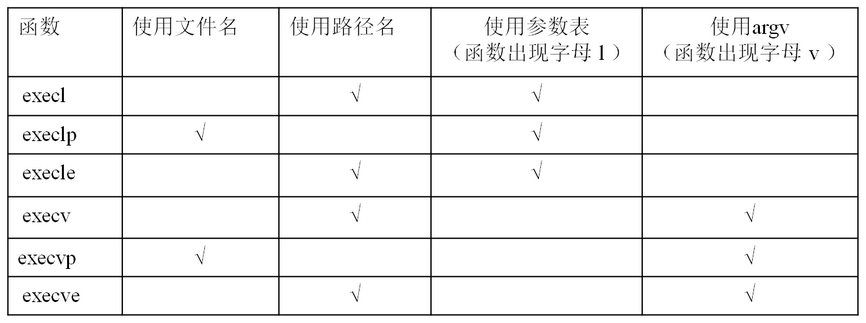 函数 使用文件名 使用路径名 使用参数表 使用argv
（函数出现字母 l ） （函数出现字母 v ）
execl √ √
execlp √ √
execle √ √
execv √ √
execvp √ √
execve √ √